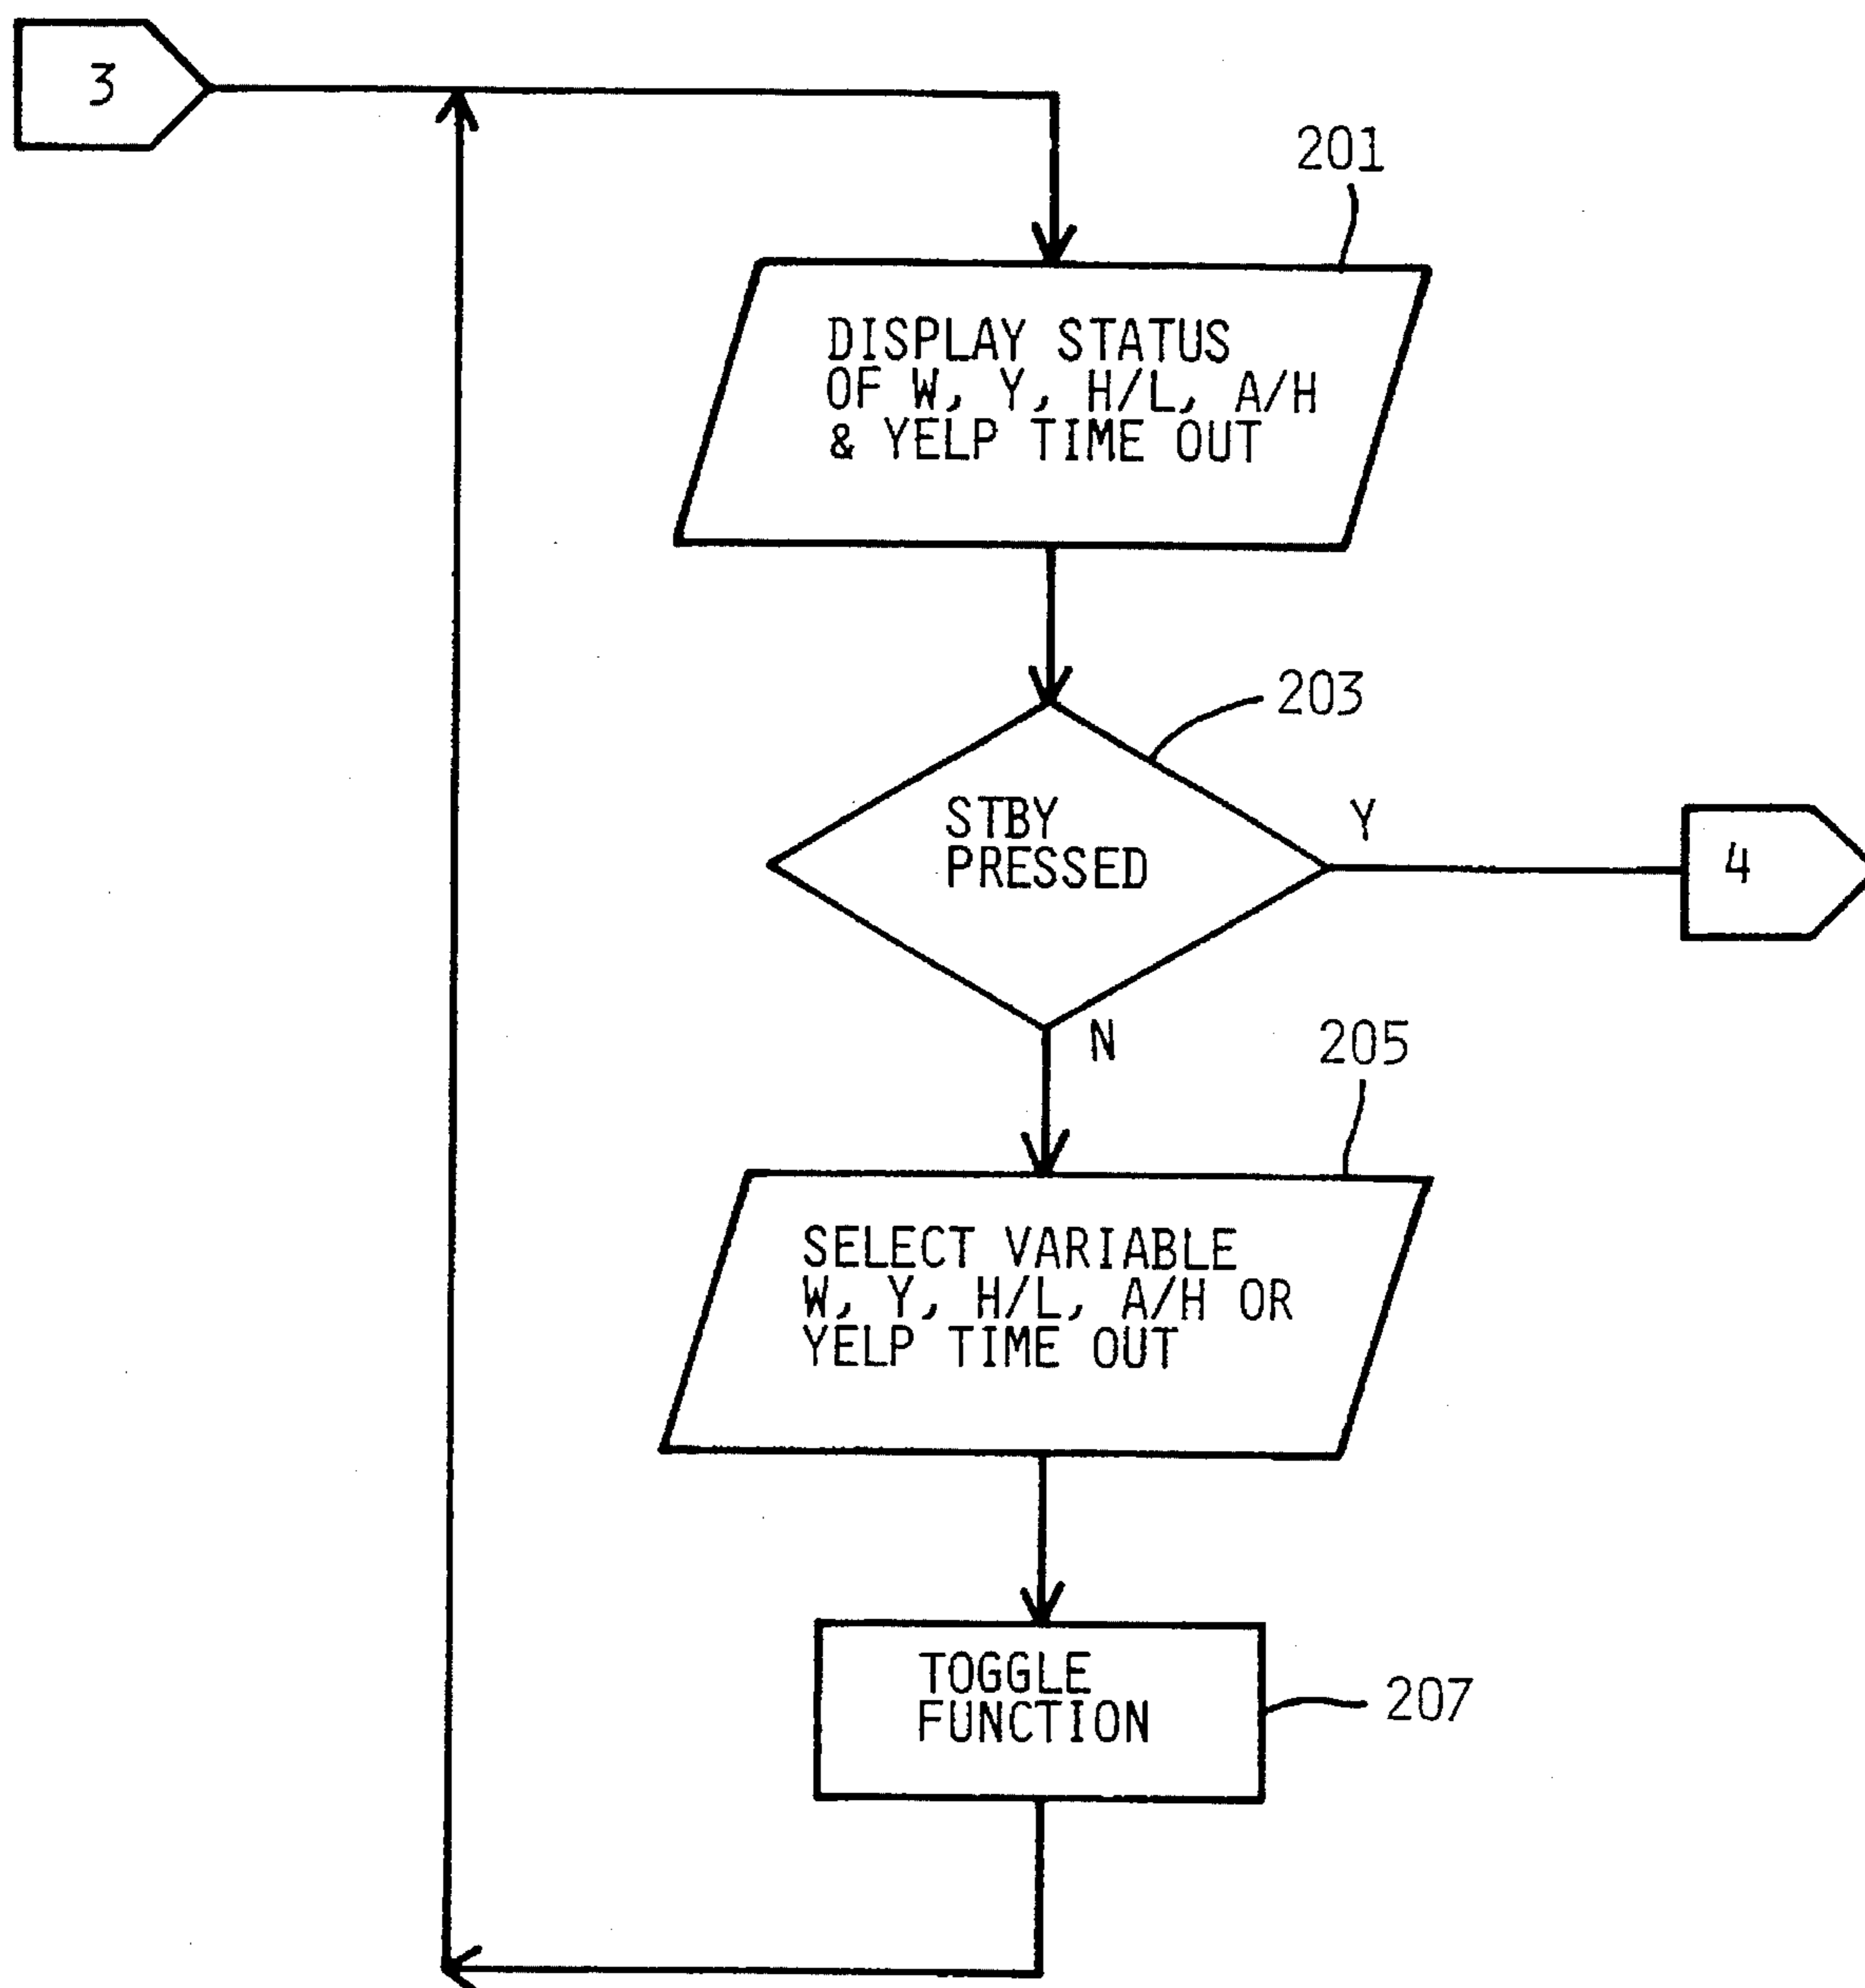 3
201
DISPLAY STATUS
OF W, Y, H/L, A/H
& YELP TIME OUT
203
STBY
PRESSED
Y
4
N
205
SELECT VARIABLE
W, Y, H/L, A/H OR
YELP TIME OUT
TOGGLE
FUNCTION
207